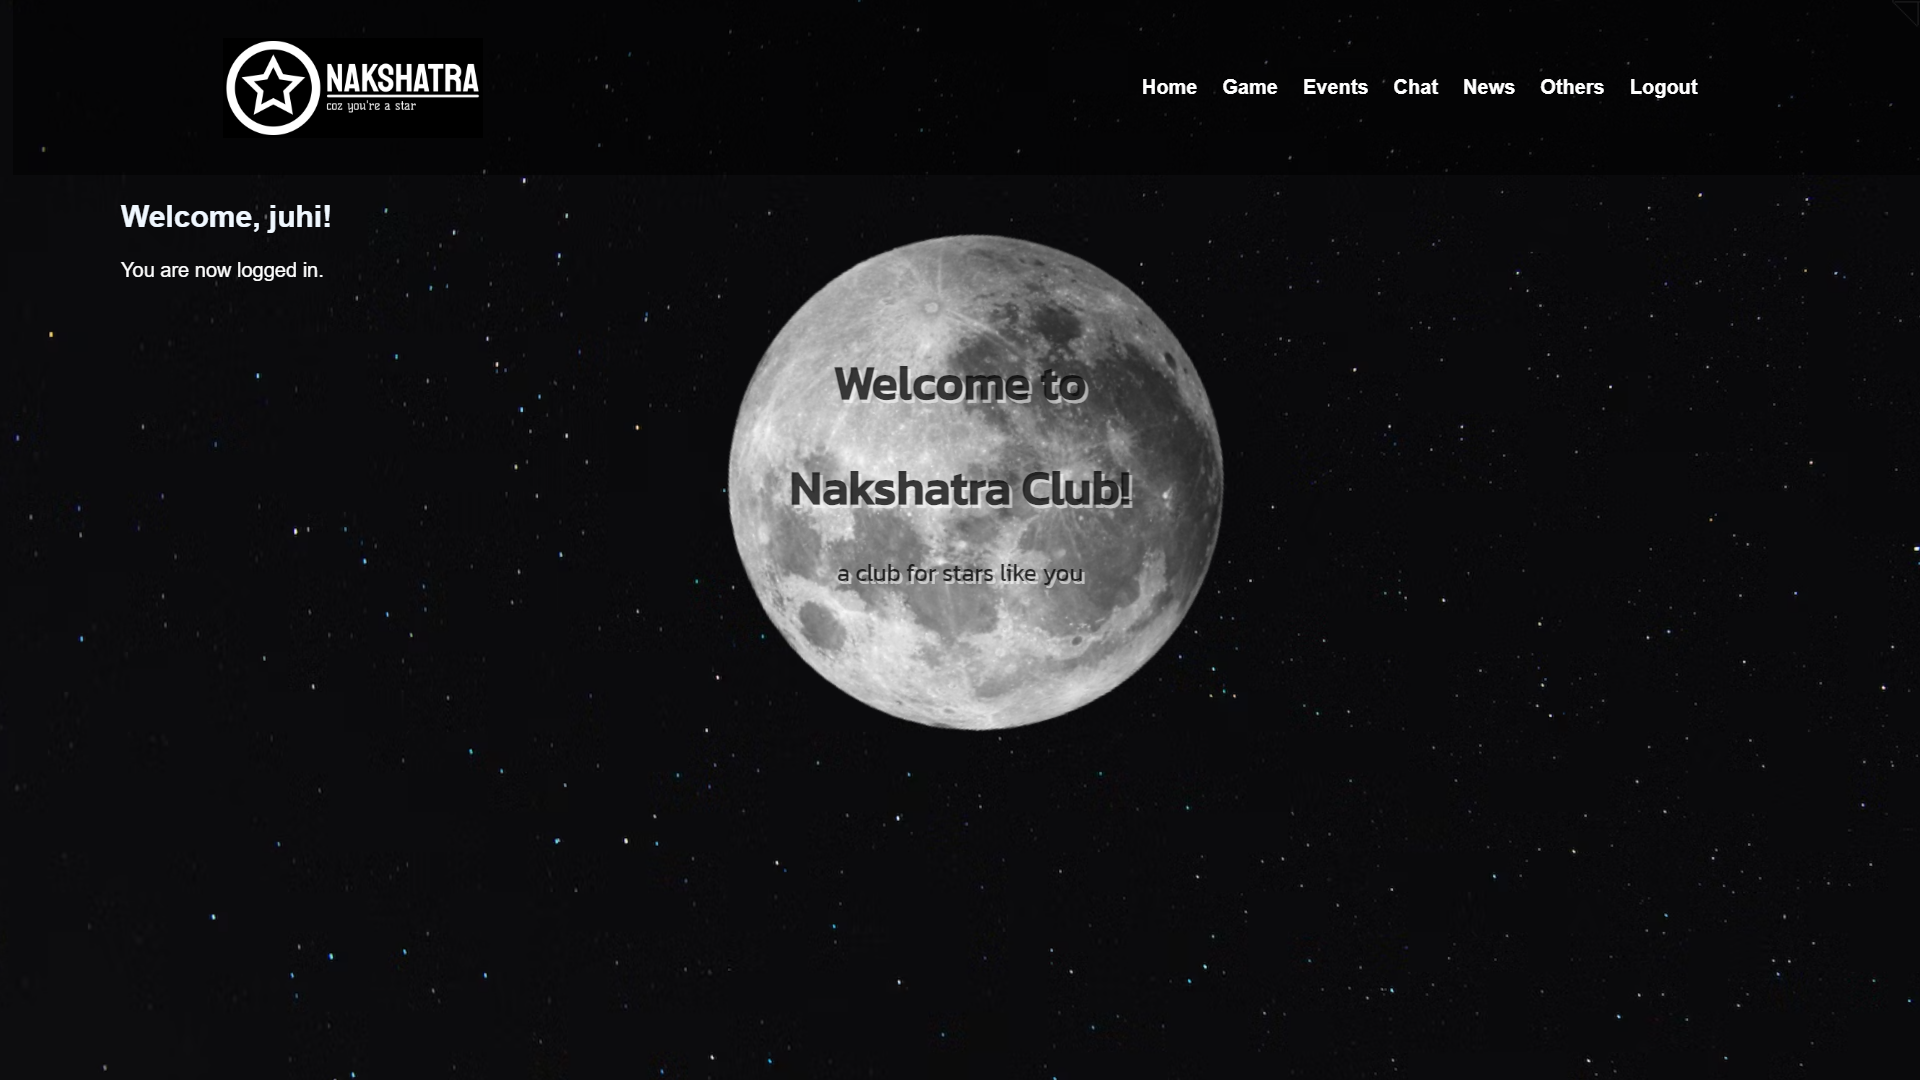 NAKSHATRA
coz you're a star
Home Game Events Chat News Others Logout
Welcome, juhi!
You are now logged in.
Welcome to
Nakshatra Club!
a club for stars like you